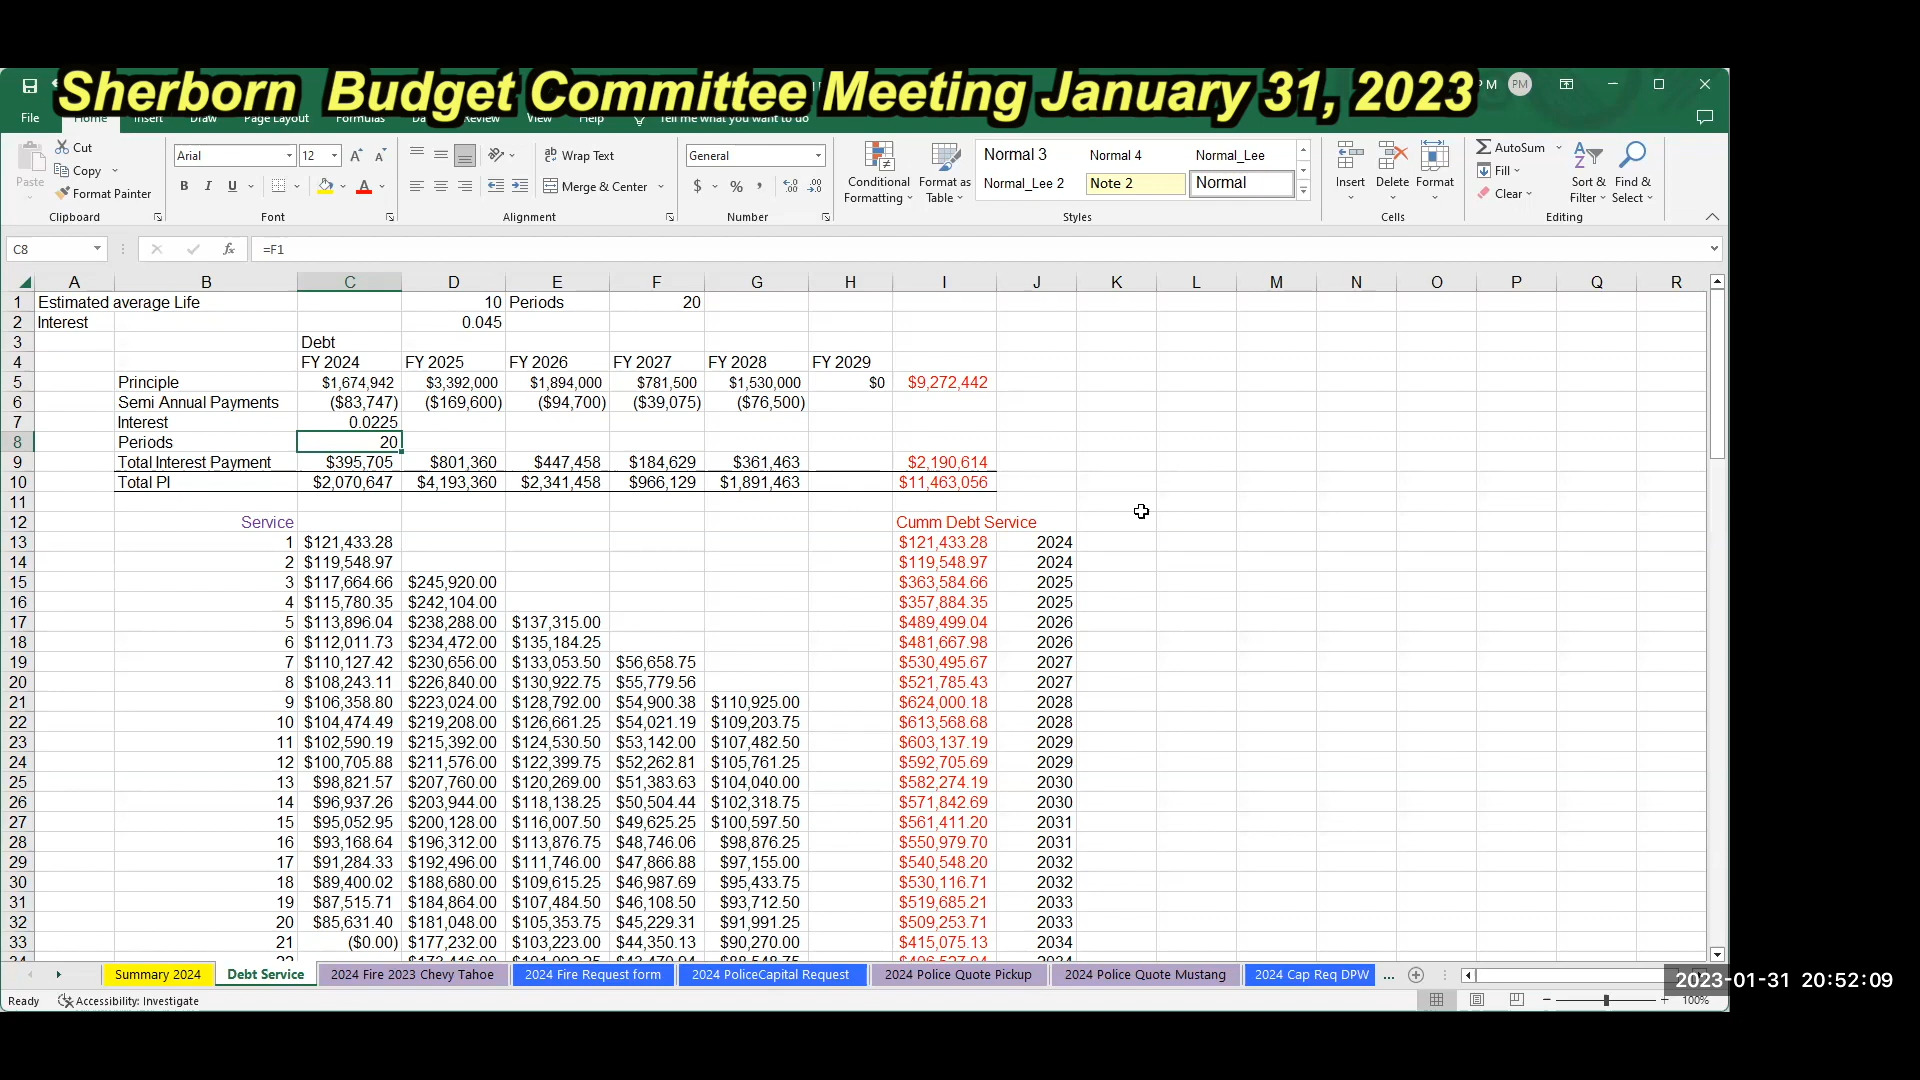 Sherborn Budget Committee Meeting January 31, 2023
PM
File Home Insert Draw Page Layout Formulas Review View Help Tell me what you want to do
Cut
Copy
Format Painter
Paste
Clipboard
Arial 12
B I U
Font
Wrap Text
Merge & Center
Alignment
General
$ % ,
Number
Conditional Formatting
Format as Table
Normal 3 Normal 4 Normal_Lee
Normal_Lee 2 Note 2 Normal
Styles
Insert Delete Format
Cells
AutoSum
Fill
Clear
Sort & Filter
Find & Select
Editing
C8 fx =F1
A B C D E F G H I J K L M N O P Q R
1 Estimated average Life 10 Periods 20
2 Interest 0.045
3 Debt
4 FY 2024 FY 2025 FY 2026 FY 2027 FY 2028 FY 2029
5 Principle $1,674,942 $3,392,000 $1,894,000 $781,500 $1,530,000 $0 $9,272,442
6 Semi Annual Payments ($83,747) ($169,600) ($94,700) ($39,075) ($76,500)
7 Interest 0.0225
8 Periods 20
9 Total Interest Payment $395,705 $801,360 $447,458 $184,629 $361,463 $2,190,614
10 Total PI $2,070,647 $4,193,360 $2,341,458 $966,129 $1,891,463 $11,463,056
11
12 Service Cumm Debt Service
13 1 $121,433.28 $121,433.28 2024
14 2 $119,548.97 $119,548.97 2024
15 3 $117,664.66 $245,920.00 $363,584.66 2025
16 4 $115,780.35 $242,104.00 $357,884.35 2025
17 5 $113,896.04 $238,288.00 $137,315.00 $489,499.04 2026
18 6 $112,011.73 $234,472.00 $135,184.25 $481,667.98 2026
19 7 $110,127.42 $230,656.00 $133,053.50 $56,658.75 $530,495.67 2027
20 8 $108,243.11 $226,840.00 $130,922.75 $55,779.56 $521,785.43 2027
21 9 $106,358.80 $223,024.00 $128,792.00 $54,900.38 $110,925.00 $624,000.18 2028
22 10 $104,474.49 $219,208.00 $126,661.25 $54,021.19 $109,203.75 $613,568.68 2028
23 11 $102,590.19 $215,392.00 $124,530.50 $53,142.00 $107,482.50 $603,137.19 2029
24 12 $100,705.88 $211,576.00 $122,399.75 $52,262.81 $105,761.25 $592,705.69 2029
25 13 $98,821.57 $207,760.00 $120,269.00 $51,383.63 $104,040.00 $582,274.19 2030
26 14 $96,937.26 $203,944.00 $118,138.25 $50,504.44 $102,318.75 $571,842.69 2030
27 15 $95,052.95 $200,128.00 $116,007.50 $49,625.25 $100,597.50 $561,411.20 2031
28 16 $93,168.64 $196,312.00 $113,876.75 $48,746.06 $98,876.25 $550,979.70 2031
29 17 $91,284.33 $192,496.00 $111,746.00 $47,866.88 $97,155.00 $540,548.20 2032
30 18 $89,400.02 $188,680.00 $109,615.25 $46,987.69 $95,433.75 $530,116.71 2032
31 19 $87,515.71 $184,864.00 $107,484.50 $46,108.50 $93,712.50 $519,685.21 2033
32 20 $85,631.40 $181,048.00 $105,353.75 $45,229.31 $91,991.25 $509,253.71 2033
33 21 ($0.00) $177,232.00 $103,223.00 $44,350.13 $90,270.00 $415,075.13 2034
Summary 2024 Debt Service 2024 Fire 2023 Chevy Tahoe 2024 Fire Request form 2024 PoliceCapital Request 2024 Police Quote Pickup 2024 Police Quote Mustang 2024 Cap Req DPW ...
2023-01-31 20:52:09
Ready Accessibility: Investigate 100%